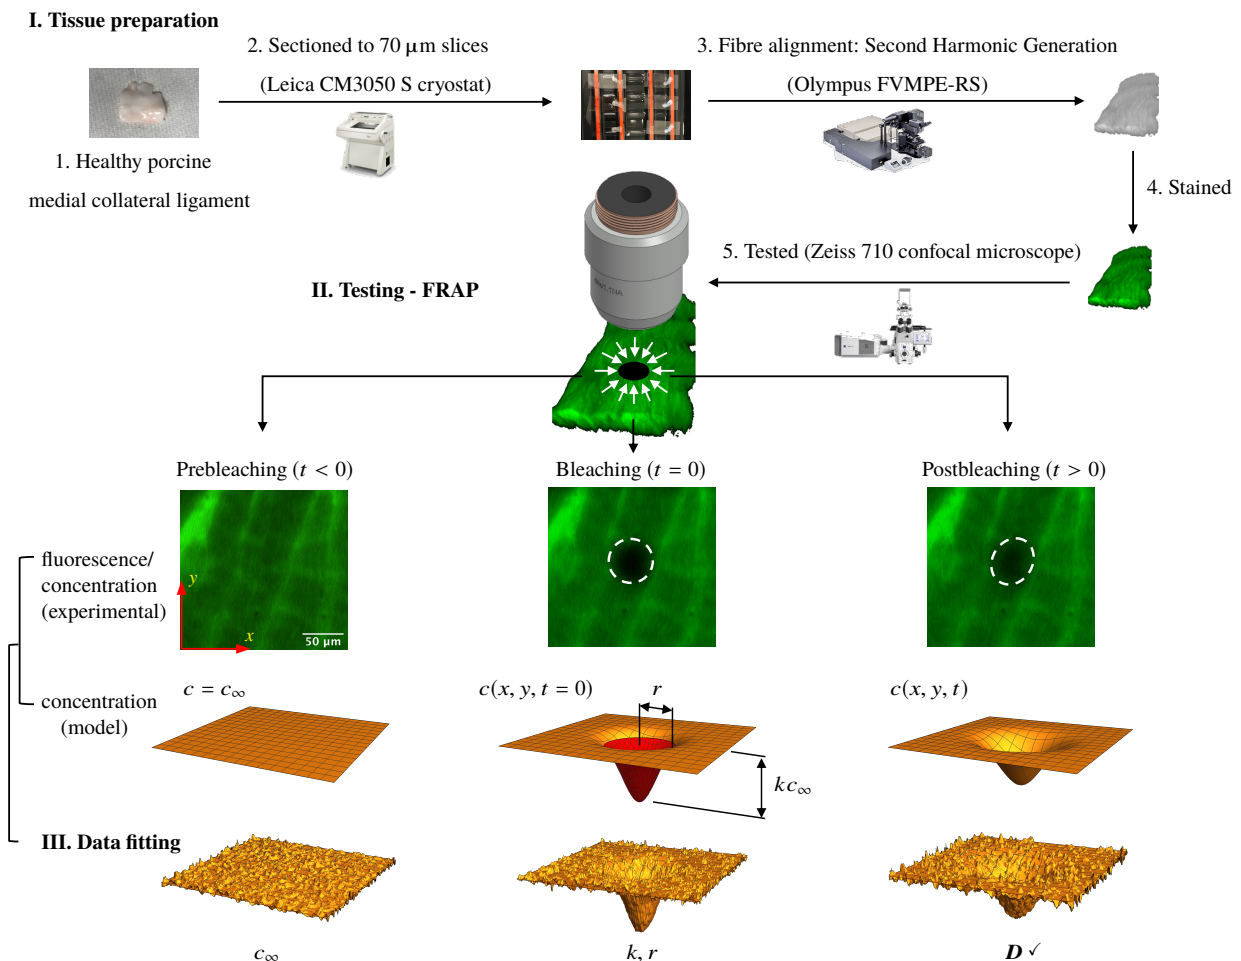 I. Tissue preparation
2. Sectioned to 70 μm slices
(Leica CM3050 S cryostat)
3. Fibre alignment: Second Harmonic Generation
(Olympus FVMPE-RS)
1. Healthy porcine
medial collateral ligament
4. Stained
5. Tested (Zeiss 710 confocal microscope)
II. Testing - FRAP
Prebleaching (t < 0)
Bleaching (t = 0)
Postbleaching (t > 0)
fluorescence/
concentration
(experimental)
y
x
50 μm
c = c∞
c(x, y, t = 0)
r
c(x, y, t)
concentration
(model)
kc∞
III. Data fitting
c∞
k, r
D ✓